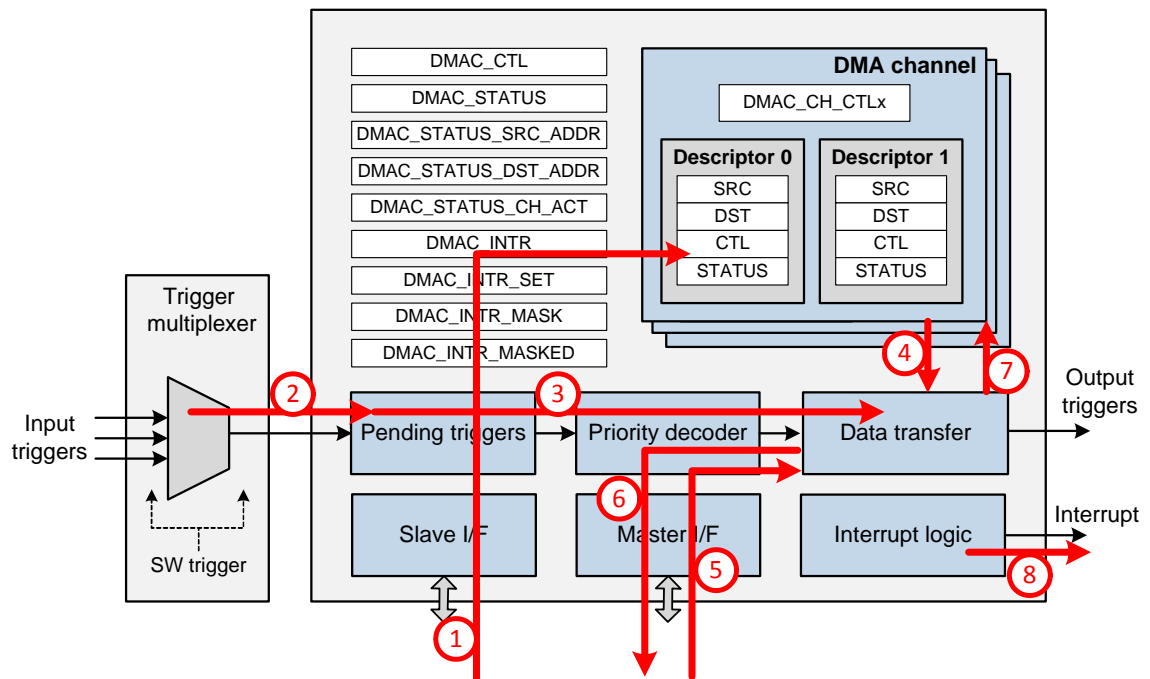 DMAC_CTL
DMAC_STATUS
DMAC_STATUS_SRC_ADDR
DMAC_STATUS_DST_ADDR
DMAC_STATUS_CH_ACT
DMAC_INTR
DMAC_INTR_SET
DMAC_INTR_MASK
DMAC_INTR_MASKED
DMA channel
DMAC_CH_CTLx
Descriptor 0
SRC
DST
CTL
STATUS
Descriptor 1
SRC
DST
CTL
STATUS
Trigger
multiplexer
Input
triggers
SW trigger
2
3
4
7
Pending triggers
Priority decoder
Data transfer
Output
triggers
6
5
Slave I/F
Master I/F
Interrupt logic
Interrupt
8
1